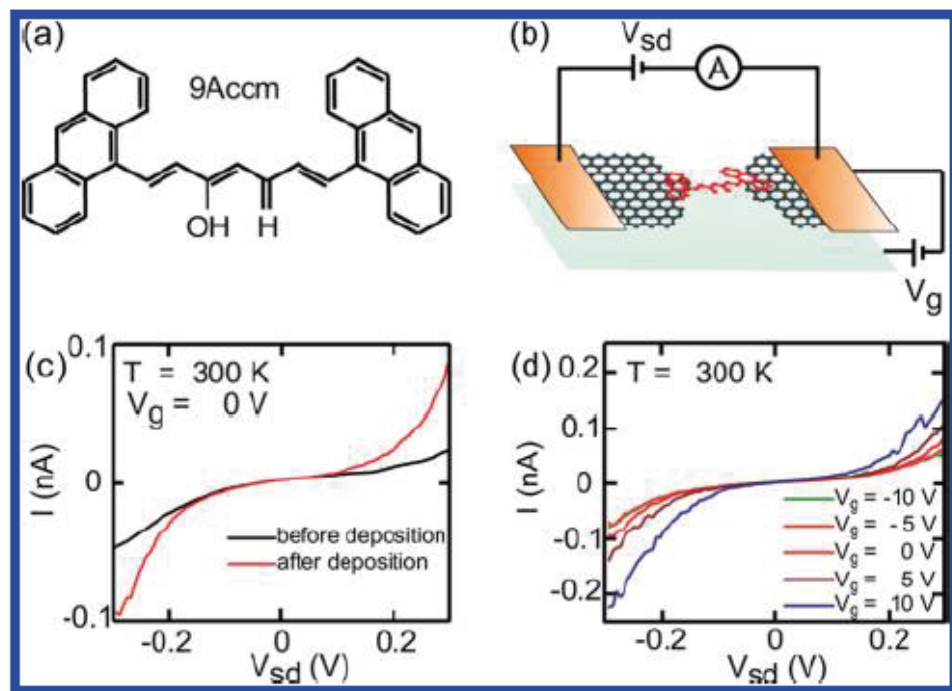 (a)
9Accm
OH H
(b)
Vsd
A
Vg
(c)
T = 300 K
Vg = 0 V
before deposition
after deposition
0.1
0
-0.1
I (nA)
-0.2 0 0.2
Vsd (V)
(d)
T = 300 K
Vg = -10 V
Vg = -5 V
Vg = 0 V
Vg = 5 V
Vg = 10 V
0.2
0.1
0
-0.1
-0.2
I (nA)
-0.2 0 0.2
Vsd (V)